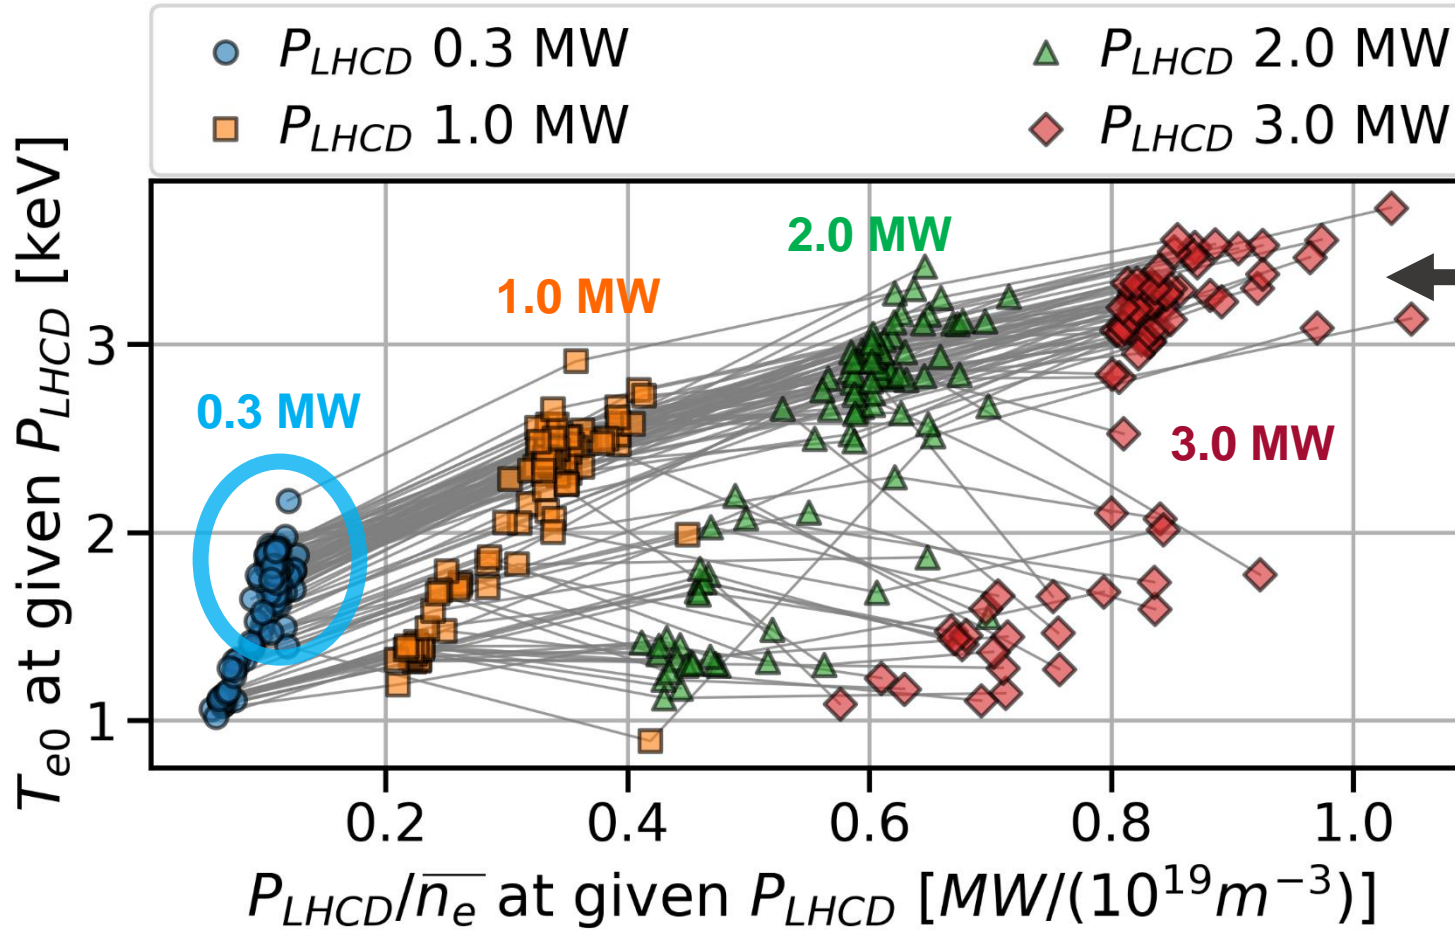 P_LHCD 0.3 MW
P_LHCD 1.0 MW
P_LHCD 2.0 MW
P_LHCD 3.0 MW
T_e0 at given P_LHCD [keV]
3
2
1
0.3 MW
1.0 MW
2.0 MW
3.0 MW
0.2 0.4 0.6 0.8 1.0
P_LHCD/\overline{n_e} at given P_LHCD [MW/(10^19 m^−3)]